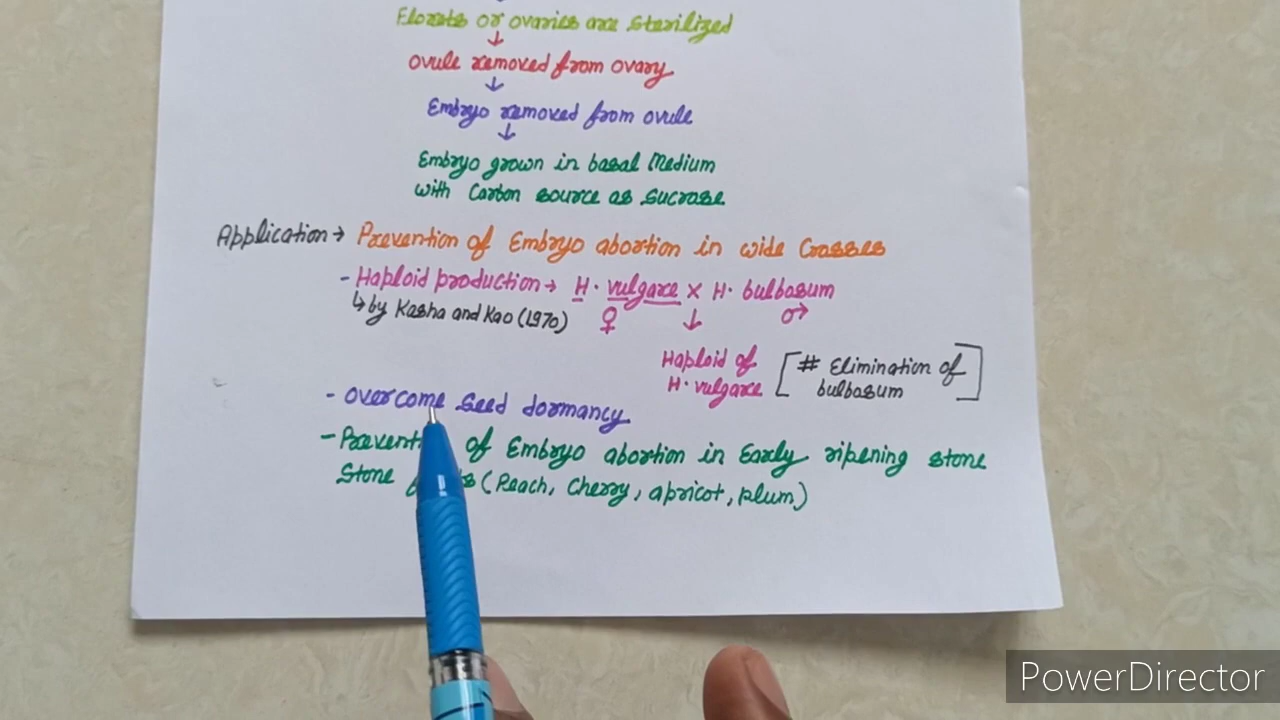 Florets or ovaries are sterilized
↓
Ovule removed from ovary
↓
Embryo removed from ovule
↓
Embryo grown in basal Medium
with Carbon source as Sucrase
Application → Prevention of Embryo abortion in wide Crosses
- Haploid production → H. vulgare × H. bulbosum
↳ by Kasha and Kao (1970) ♀ ↓ ♂
Haploid of [# Elimination of
H. vulgare bulbosum]
- Overcome Seed dormancy
- Prevent of Embryo abortion in Early ripening stone
Stone (Peach, Cherry, apricot, plum)
PowerDirector